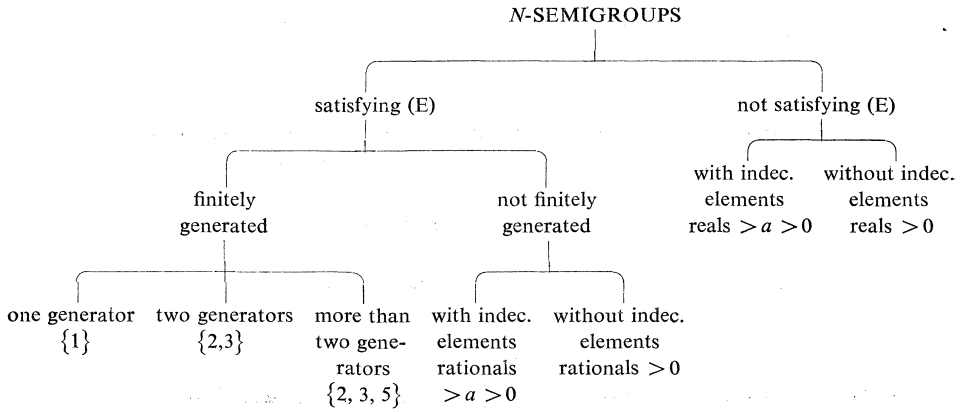 N-SEMIGROUPS
satisfying (E)
not satisfying (E)
with indec.
elements
reals > a > 0
without indec.
elements
reals > 0
finitely
generated
not finitely
generated
one generator
{1}
two generators
{2,3}
more than
two gene-
rators
{2, 3, 5}
with indec.
elements
rationals
> a > 0
without indec.
elements
rationals > 0